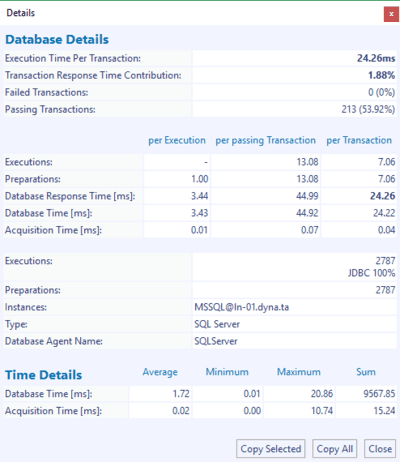 Details
x
Database Details
Execution Time Per Transaction: 24.26ms
Transaction Response Time Contribution: 1.88%
Failed Transactions: 0 (0%)
Passing Transactions: 213 (53.92%)
per Execution per passing Transaction per Transaction
Executions: - 13.08 7.06
Preparations: 1.00 13.08 7.06
Database Response Time [ms]: 3.44 44.99 24.26
Database Time [ms]: 3.43 44.92 24.22
Acquisition Time [ms]: 0.01 0.07 0.04
Executions: 2787
JDBC 100%
Preparations: 2787
Instances: MSSQL@ln-01.dyna.ta
Type: SQL Server
Database Agent Name: SQLServer
Time Details Average Minimum Maximum Sum
Database Time [ms]: 1.72 0.01 20.86 9567.85
Acquisition Time [ms]: 0.02 0.00 10.74 15.24
Copy Selected Copy All Close